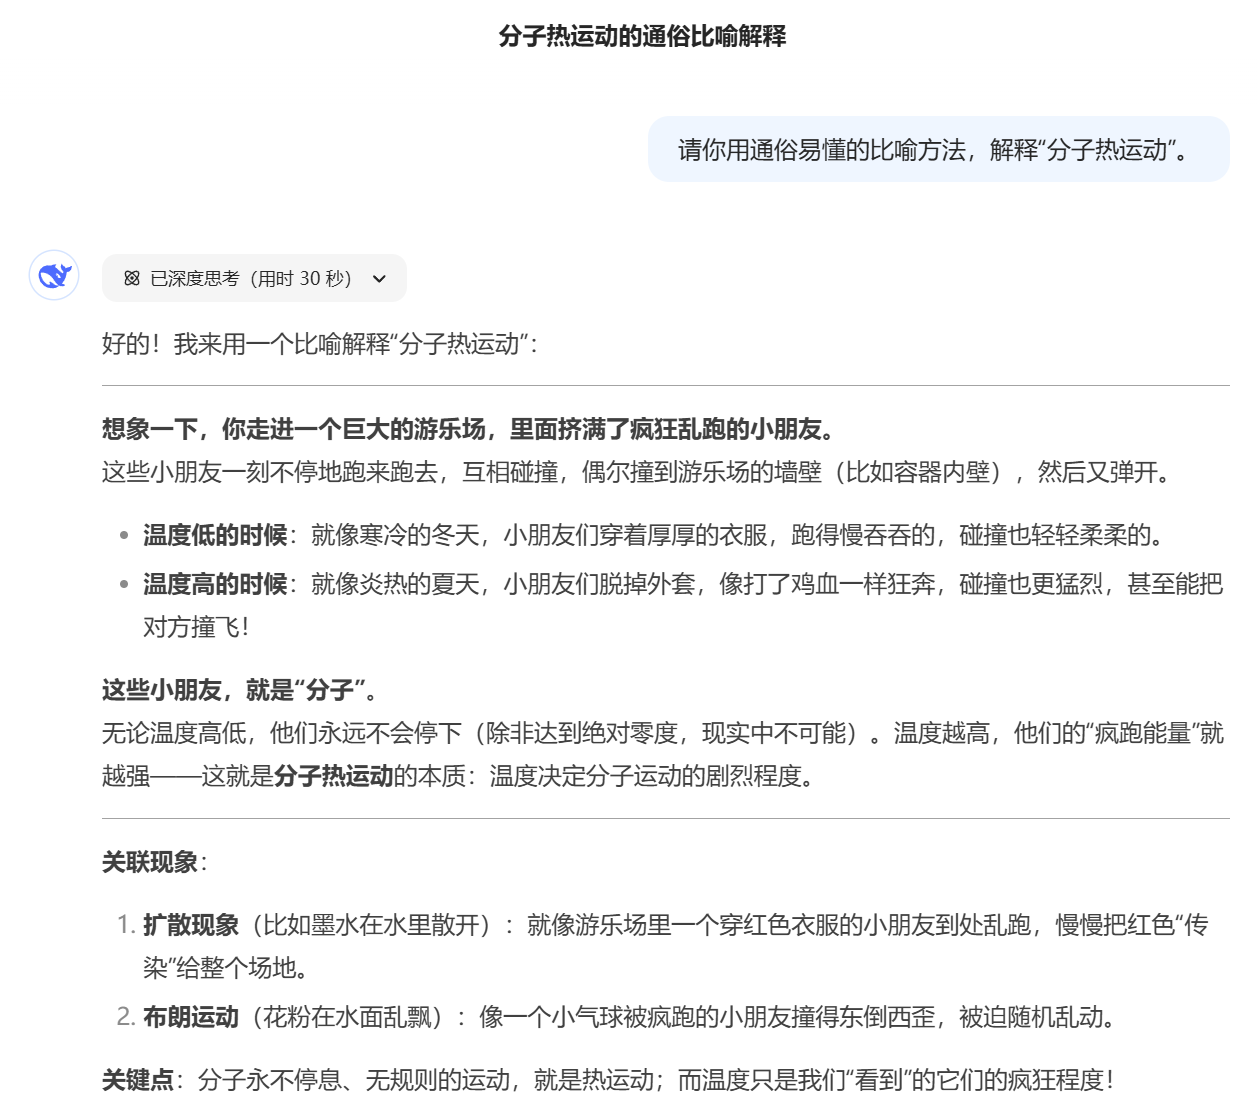 分子热运动的通俗比喻解释
请你用通俗易懂的比喻方法，解释“分子热运动”。
已深度思考（用时 30 秒）
好的！我来用一个比喻解释“分子热运动”：
想象一下，你走进一个巨大的游乐场，里面挤满了疯狂乱跑的小朋友。
这些小朋友一刻不停地跑来跑去，互相碰撞，偶尔撞到游乐场的墙壁（比如容器内壁），然后又弹开。
• 温度低的时候：就像寒冷的冬天，小朋友们穿着厚厚的衣服，跑得慢吞吞的，碰撞也轻轻柔柔的。
• 温度高的时候：就像炎热的夏天，小朋友们脱掉外套，像打了鸡血一样狂奔，碰撞也更猛烈，甚至能把
对方撞飞！
这些小朋友，就是“分子”。
无论温度高低，他们永远不会停下（除非达到绝对零度，现实中不可能）。温度越高，他们的“疯跑能量”就
越强——这就是分子热运动的本质：温度决定分子运动的剧烈程度。
关联现象：
1. 扩散现象（比如墨水在水里散开）：就像游乐场里一个穿红色衣服的小朋友到处乱跑，慢慢把红色“传
染”给整个场地。
2. 布朗运动（花粉在水面乱飘）：像一个小气球被疯跑的小朋友撞得东倒西歪，被迫随机乱动。
关键点：分子永不停息、无规则的运动，就是热运动；而温度只是我们“看到”的它们的疯狂程度！